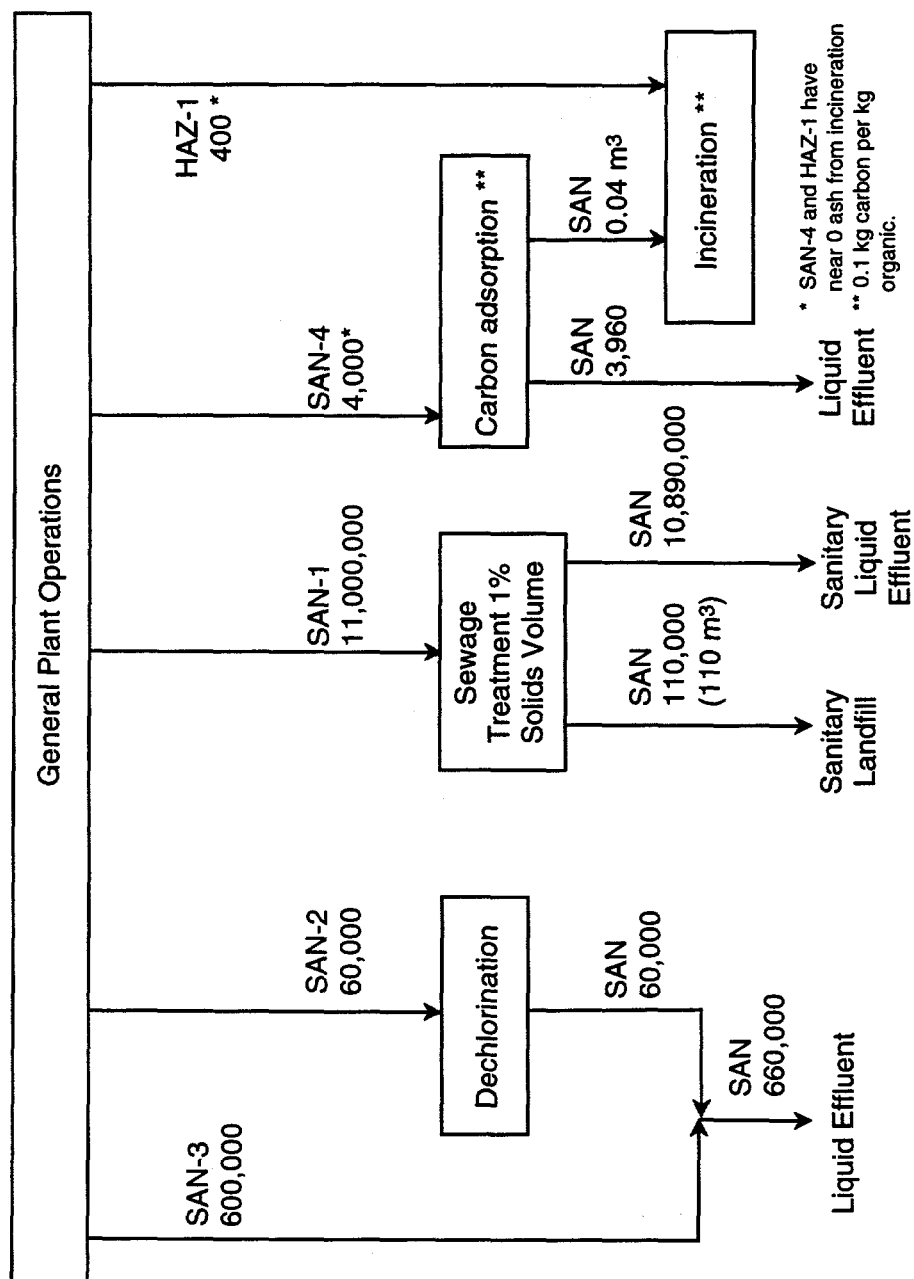 General Plant Operations
SAN-3
600,000
SAN-2
60,000
SAN-1
11,000,000
SAN-4
4,000*
HAZ-1
400 *
Dechlorination
Sewage
Treatment 1%
Solids Volume
Carbon adsorption **
SAN
60,000
SAN
660,000
SAN
110,000
(110 m³)
SAN
10,890,000
SAN
3,960
SAN
0.04 m³
Incineration **
Liquid Effluent
Sanitary
Landfill
Sanitary
Liquid
Effluent
Liquid
Effluent
* SAN-4 and HAZ-1 have
near 0 ash from incineration
** 0.1 kg carbon per kg
organic.